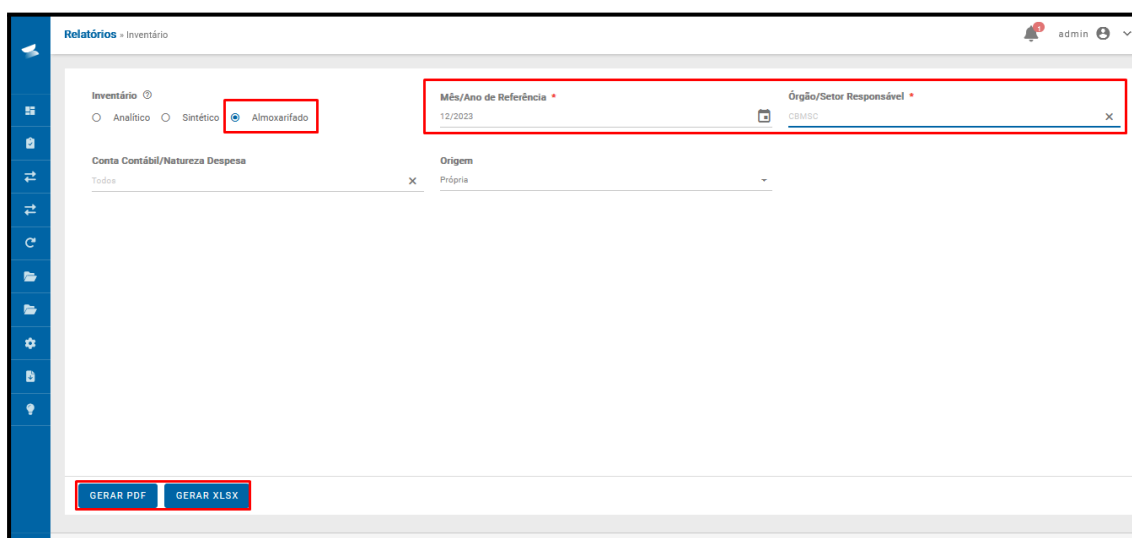 Relatórios » Inventário
1
admin
Inventário
Analítico Sintético Almoxarifado
Mês/Ano de Referência *
12/2023
Órgão/Setor Responsável *
CBMSC
Conta Contábil/Natureza Despesa
Todos
Origem
Própria
GERAR PDF GERAR XLSX